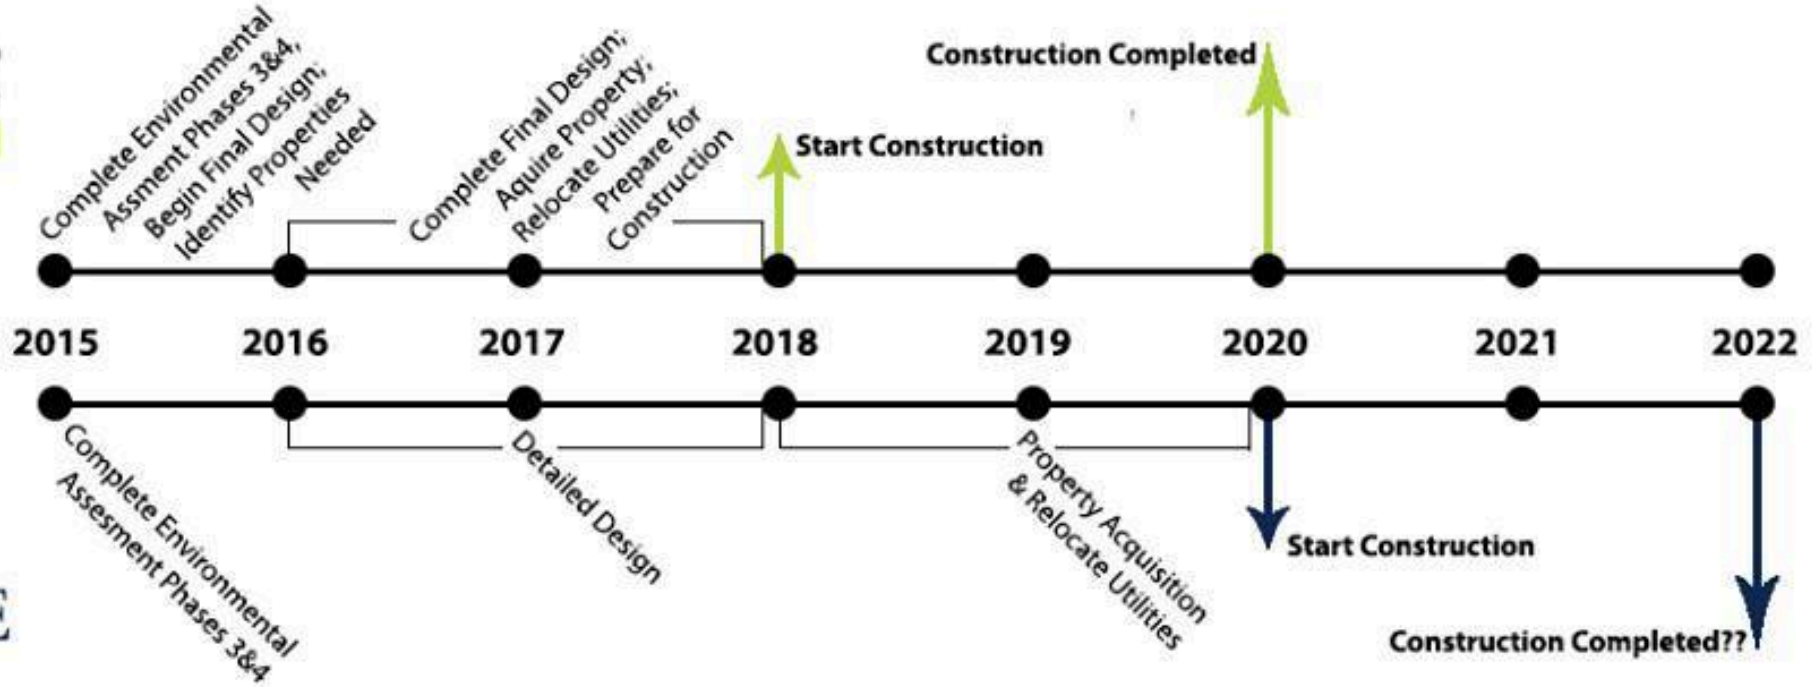 Complete Environmental
Assment Phases 3&4,
Begin Final Design;
Identify Properties
Needed
Complete Final Design;
Aquire Property;
Relocate Utilities;
Prepare for
Construction
Start Construction
Construction Completed
2015 2016 2017 2018 2019 2020 2021 2022
Complete Environmental
Assesment Phases 3&4
Detailed Design
Property Acquisition
& Relocate Utilities
Start Construction
Construction Completed??